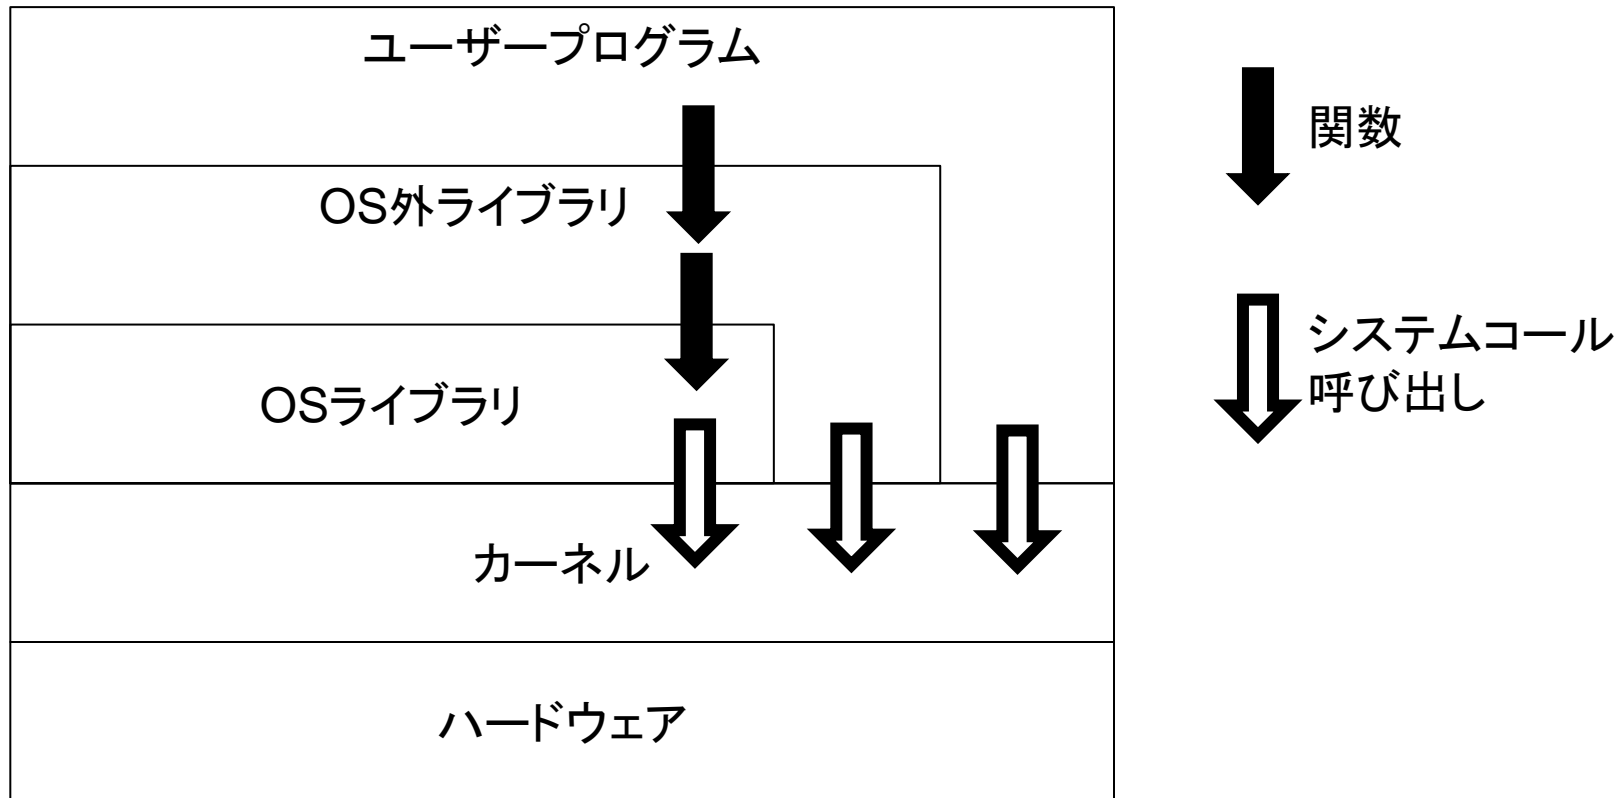 ユーザープログラム
OS外ライブラリ
OSライブラリ
カーネル
ハードウェア
関数
システムコール
呼び出し